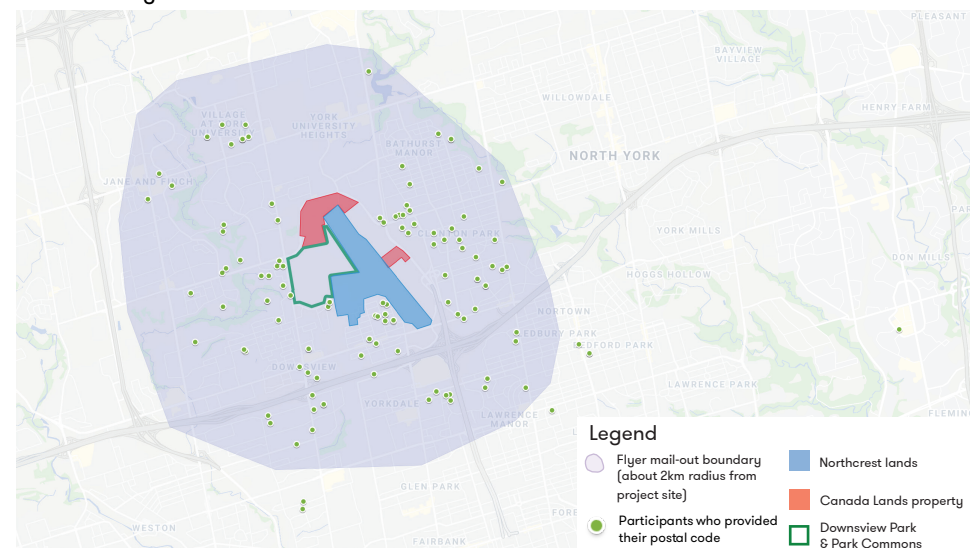 PLEASANT
BAYVIEW
VILLAGE
WILLOWDALE
HENRY FARM
VILLAGE
UNIVERSITY
YORK
UNIVERSITY
HEIGHTS
BATHURST
MANOR
NORTH YORK
JANE AND FINCH
CLINTON PARK
YORK MILLS
DON MILLS
HOGGS HOLLOW
NORTOWN
LEDBURY PARK
BEDFORD PARK
DOWNSVIEW
LAWRENCE PARK
YORKDALE
LAWRENCE
MANOR
FLEMING
GLEN PARK
WESTON
FAIRBANK
Legend
Flyer mail-out boundary
(about 2km radius from
project site)
Participants who provided
their postal code
Northcrest lands
Canada Lands property
Downsview Park
& Park Commons